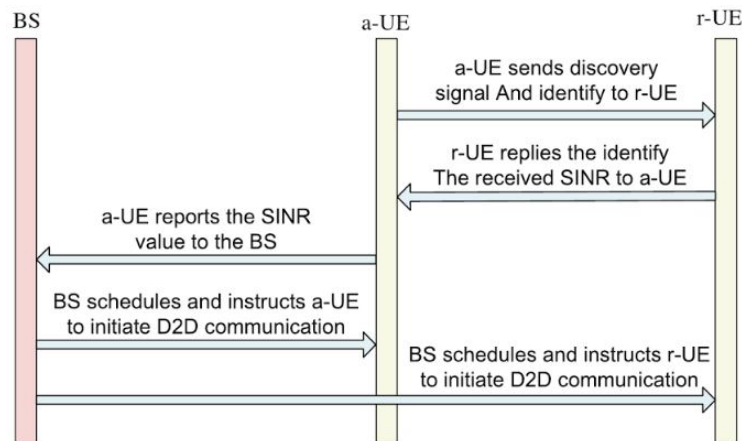 BS
a-UE
r-UE
a-UE sends discovery
signal And identify to r-UE
r-UE replies the identify
The received SINR to a-UE
a-UE reports the SINR
value to the BS
BS schedules and instructs a-UE
to initiate D2D communication
BS schedules and instructs r-UE
to initiate D2D communication